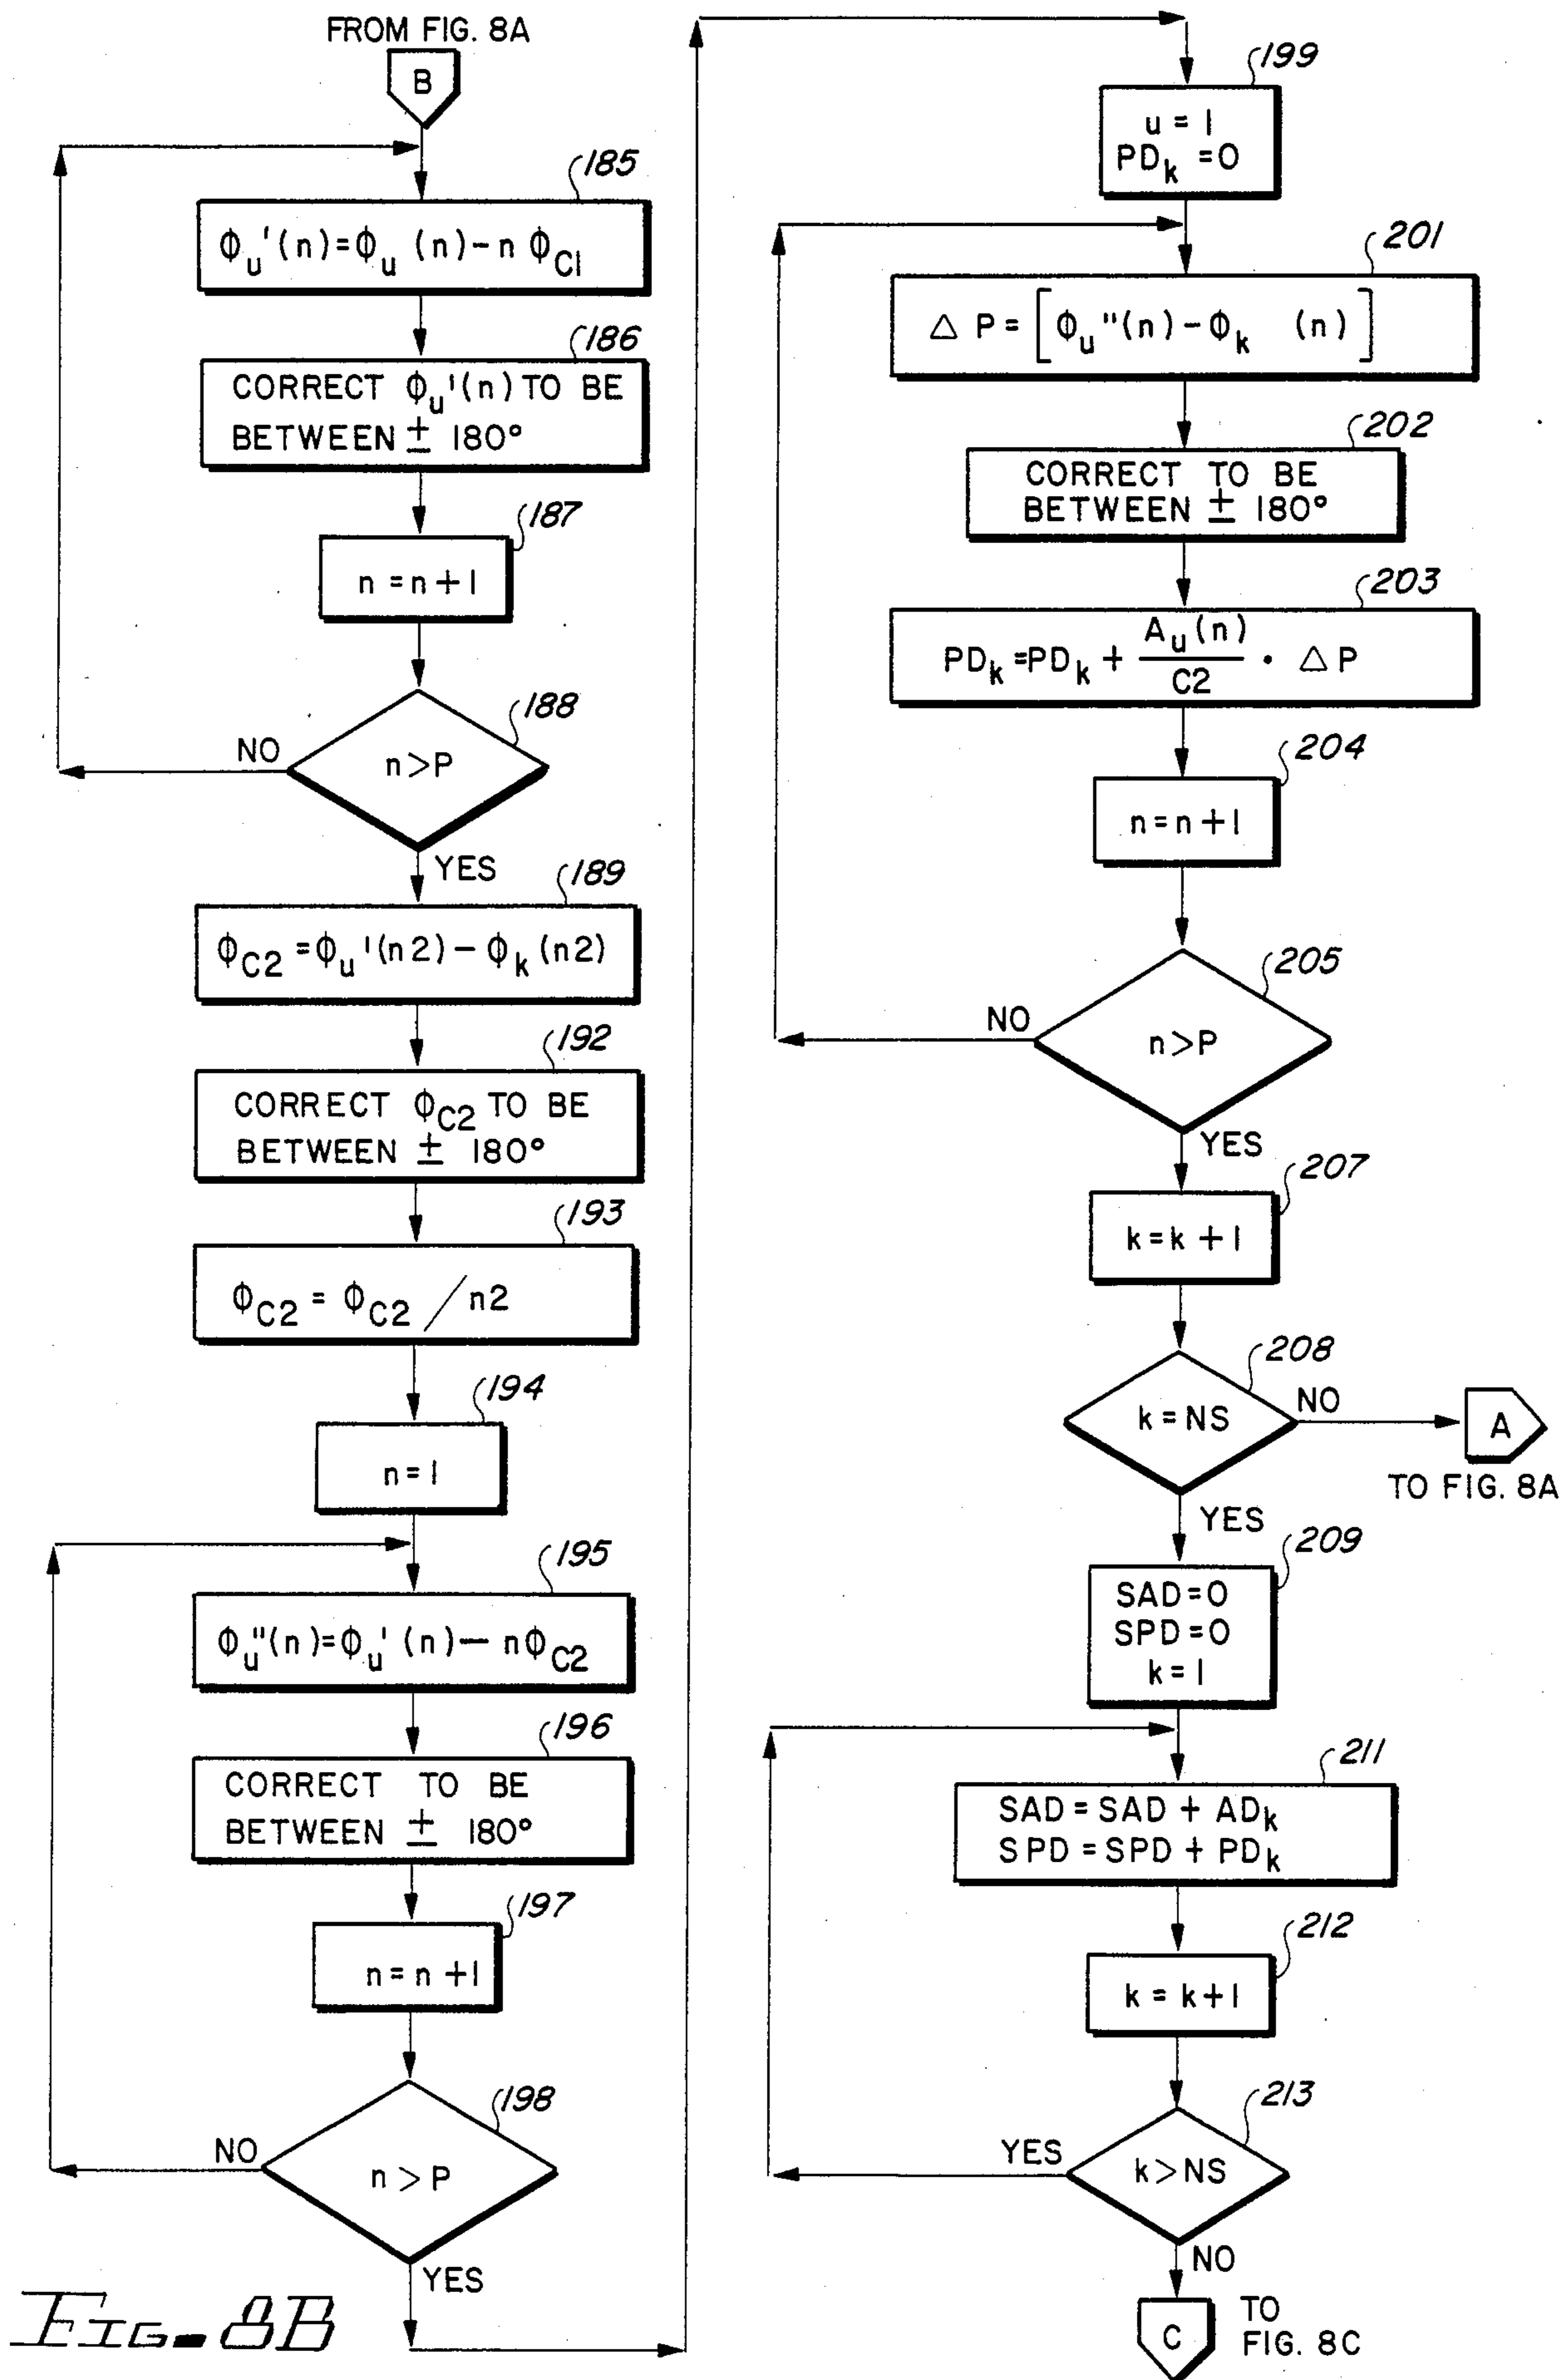 FROM FIG. 8A
B
185
ϕu'(n)=ϕu (n)-n ϕC1
186
CORRECT ϕu'(n) TO BE
BETWEEN ± 180°
187
n = n + 1
188
n > P
NO
YES
189
ϕC2 = ϕu'(n2) - ϕk (n2)
192
CORRECT ϕC2 TO BE
BETWEEN ± 180°
193
ϕC2 = ϕC2 / n2
194
n = 1
195
ϕu"(n)=ϕu' (n) - nϕC2
196
CORRECT TO BE
BETWEEN ± 180°
197
n = n + 1
198
n > P
NO
YES
199
u = 1
PDk = 0
201
△ P = [ϕu"(n) - ϕk (n)]
202
CORRECT TO BE
BETWEEN ± 180°
203
PDk = PDk + Au(n)/C2 · △ P
204
n = n + 1
205
n > P
NO
YES
207
k = k + 1
208
k = NS
NO
A
TO FIG. 8A
YES
209
SAD = 0
SPD = 0
k = 1
211
SAD = SAD + ADk
SPD = SPD + PDk
212
k = k + 1
213
k > NS
YES
NO
C
TO
FIG. 8C
FIG. 8B